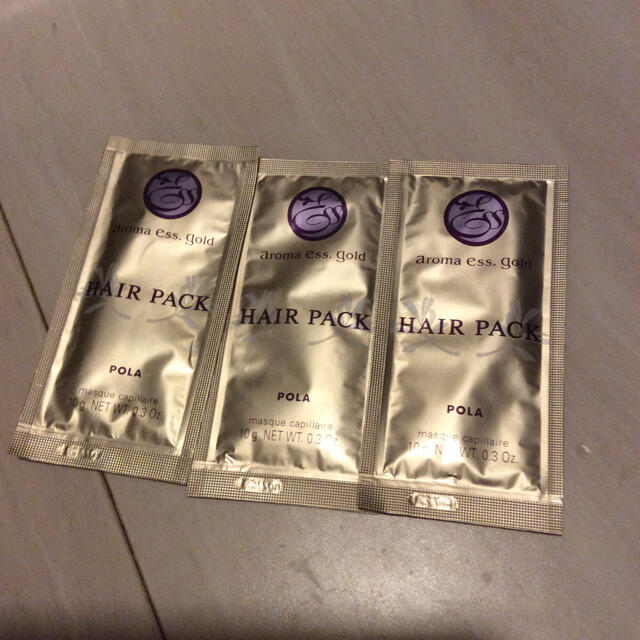 aroma ess. gold
HAIR PACK
POLA
masque capillaire
10g NET WT. 0.3 Oz.
aroma ess. gold
HAIR PACK
POLA
masque capillaire
10g NET WT. 0.3 Oz.
aroma ess. gold
HAIR PACK
POLA
masque capillaire
10g NET WT. 0.3 Oz.